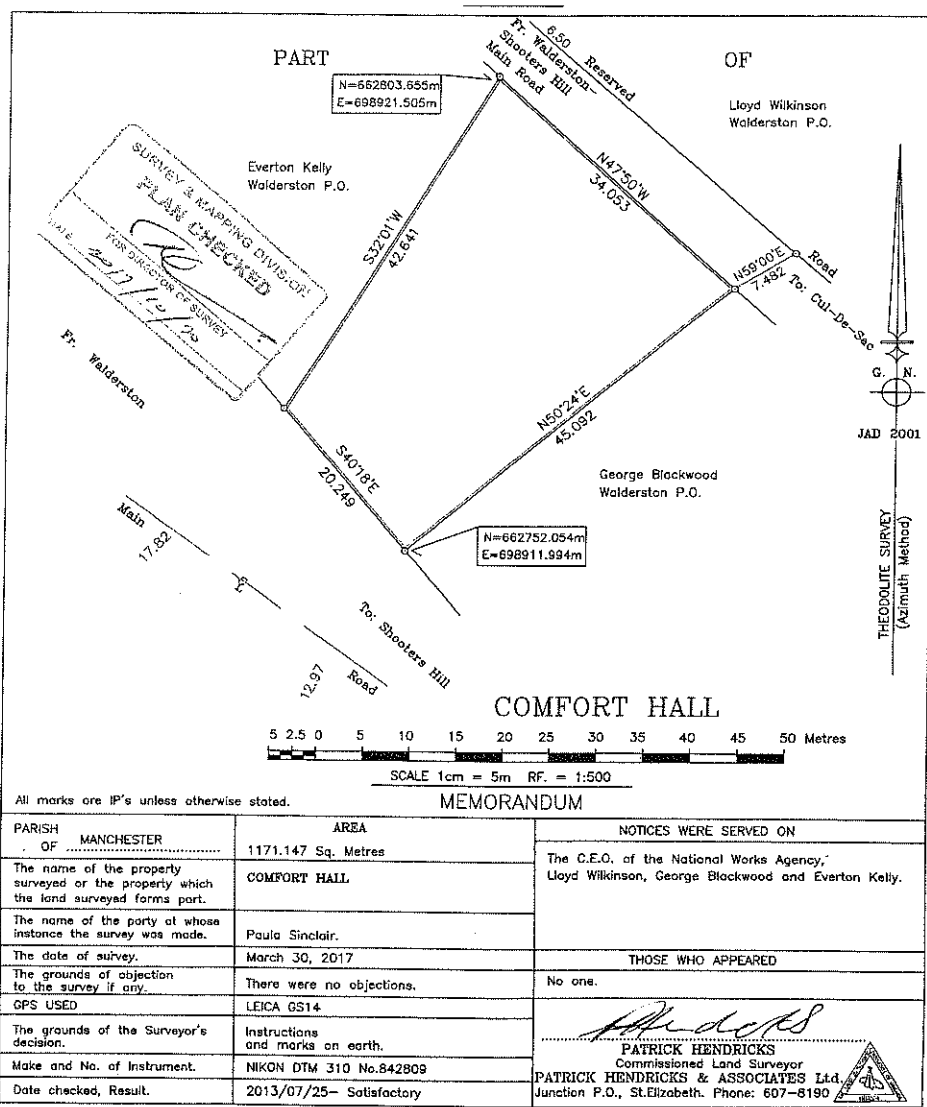 PART
OF
Fr. Walderston-
Shooters Hill
Main Road
6.50 Reserved
N=662803.655m
E=698921.505m
Lloyd Wilkinson
Walderston P.O.
Everton Kelly
Walderston P.O.
SURVEY & MAPPING DIVISION
PLAN CHECKED
FOR DIRECTOR OF SURVEY
DATE
N47°50'W
34.053
S32°01'W
42.641
N59°00'E
7.482
Road
To: Cul-De-Sac
G. N.
JAD 2001
THEODOLITE SURVEY
(Azimuth Method)
Fr. Walderston
N50°24'E
45.092
S40°18'E
20.249
George Blackwood
Walderston P.O.
N=662752.054m
E=698911.994m
Main
17.82
To: Shooters Hill
12.97
Road
COMFORT HALL
5 2.5 0 5 10 15 20 25 30 35 40 45 50 Metres
SCALE 1cm = 5m RF. = 1:500
All marks are IP's unless otherwise stated.
MEMORANDUM
PARISH OF MANCHESTER
AREA
1171.147 Sq. Metres
The name of the property
surveyed or the property which
the land surveyed forms part.
COMFORT HALL
The name of the party at whose
instance the survey was made.
Paula Sinclair.
The date of survey.
March 30, 2017
The grounds of objection
to the survey if any.
There were no objections.
GPS USED
LEICA GS14
The grounds of the Surveyor's
decision.
Instructions
and marks on earth.
Make and No. of Instrument.
NIKON DTM 310 No.842809
Date checked, Result.
2013/07/25- Satisfactory
NOTICES WERE SERVED ON
The C.E.O. of the National Works Agency,
Lloyd Wilkinson, George Blackwood and Everton Kelly.
THOSE WHO APPEARED
No one.
PATRICK HENDRICKS
Commissioned Land Surveyor
PATRICK HENDRICKS & ASSOCIATES Ltd.
Junction P.O., St.Elizabeth. Phone: 607-8190